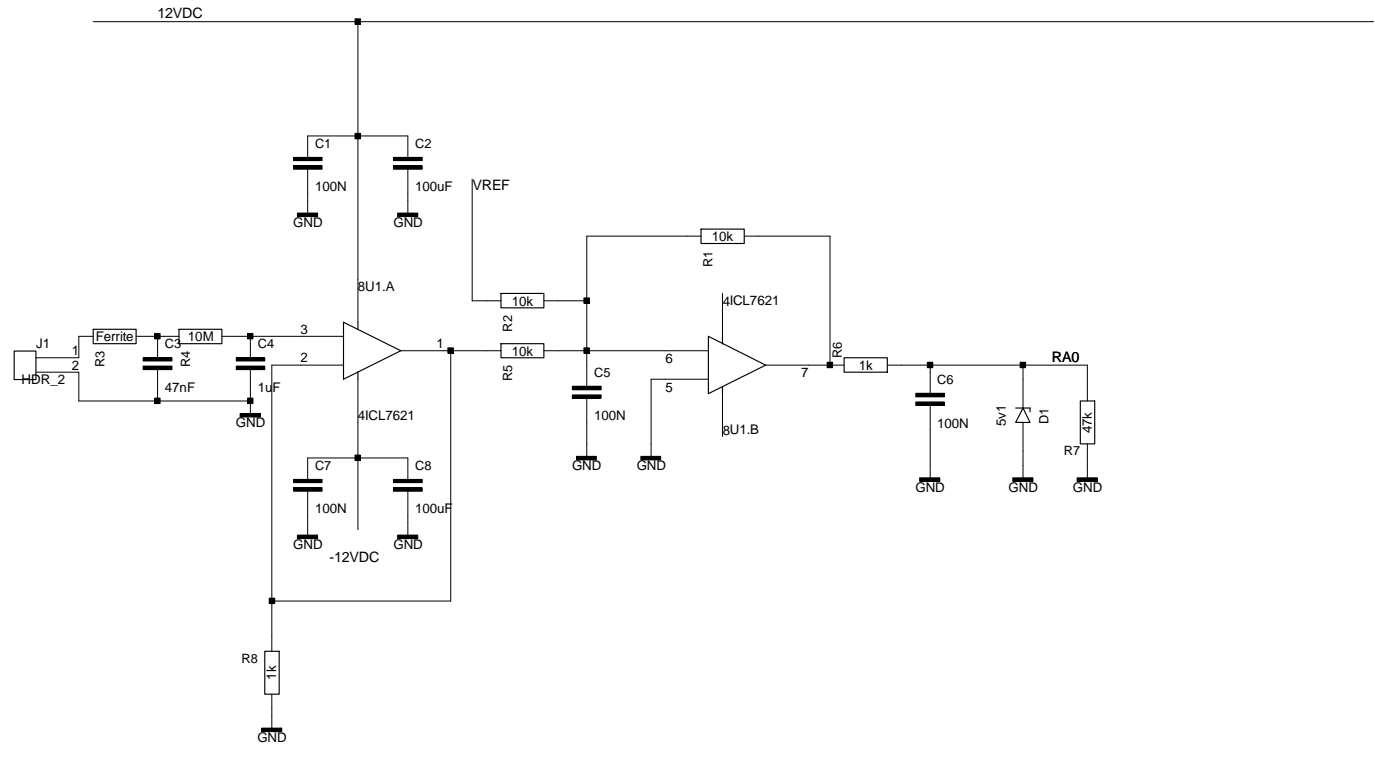 12VDC
C1
C2
100N
100uF
GND
GND
VREF
10k
R1
8U1.A
4ICL7621
10k
R2
J1
1
2
HDR_2
Ferrite
R3
C3
47nF
10M
R4
C4
1uF
GND
3
2
1
10k
R5
6
5
7
C5
100N
GND
GND
R6
1k
RA0
C6
100N
GND
5v1
D1
GND
47k
R7
GND
4ICL7621
8U1.B
C7
C8
100N
100uF
GND
GND
-12VDC
R8
1k
GND